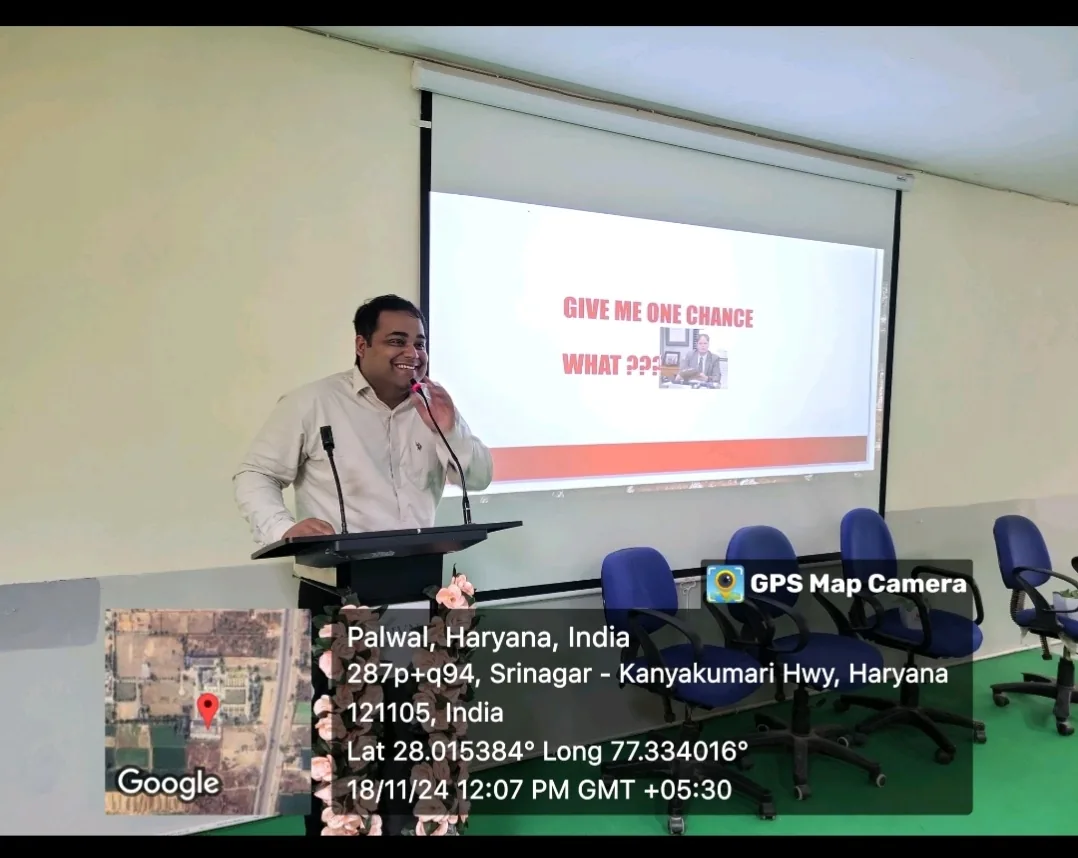 GIVE ME ONE CHANCE
WHAT ???
GPS Map Camera
Palwal, Haryana, India
287p+q94, Srinagar - Kanyakumari Hwy, Haryana
121105, India
Lat 28.015384° Long 77.334016°
18/11/24 12:07 PM GMT +05:30
Google